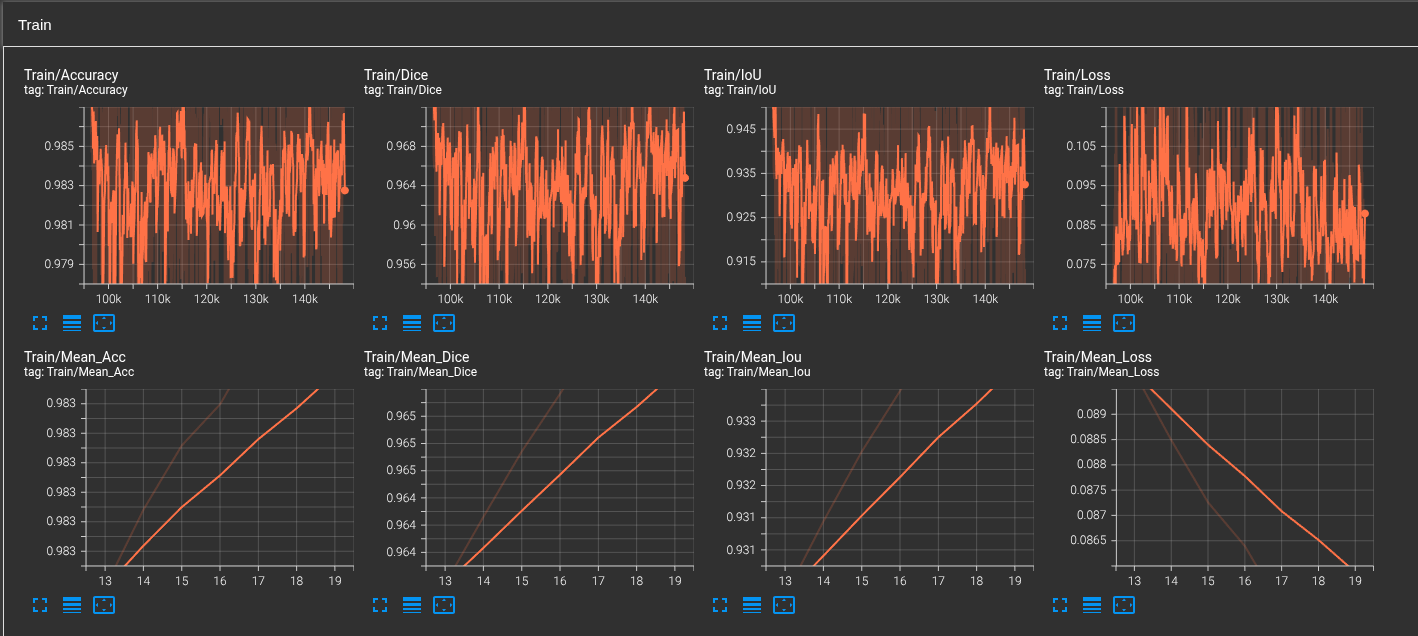 Train
Train/Accuracy
tag: Train/Accuracy
0.985
0.983
0.981
0.979
100k 110k 120k 130k 140k
Train/Dice
tag: Train/Dice
0.968
0.964
0.96
0.956
100k 110k 120k 130k 140k
Train/IoU
tag: Train/IoU
0.945
0.935
0.925
0.915
100k 110k 120k 130k 140k
Train/Loss
tag: Train/Loss
0.105
0.095
0.085
0.075
100k 110k 120k 130k 140k
Train/Mean_Acc
tag: Train/Mean_Acc
0.983
0.983
0.983
0.983
0.983
0.983
13 14 15 16 17 18 19
Train/Mean_Dice
tag: Train/Mean_Dice
0.965
0.965
0.965
0.964
0.964
0.964
13 14 15 16 17 18 19
Train/Mean_Iou
tag: Train/Mean_Iou
0.933
0.932
0.932
0.931
0.931
13 14 15 16 17 18 19
Train/Mean_Loss
tag: Train/Mean_Loss
0.089
0.0885
0.088
0.0875
0.087
0.0865
13 14 15 16 17 18 19